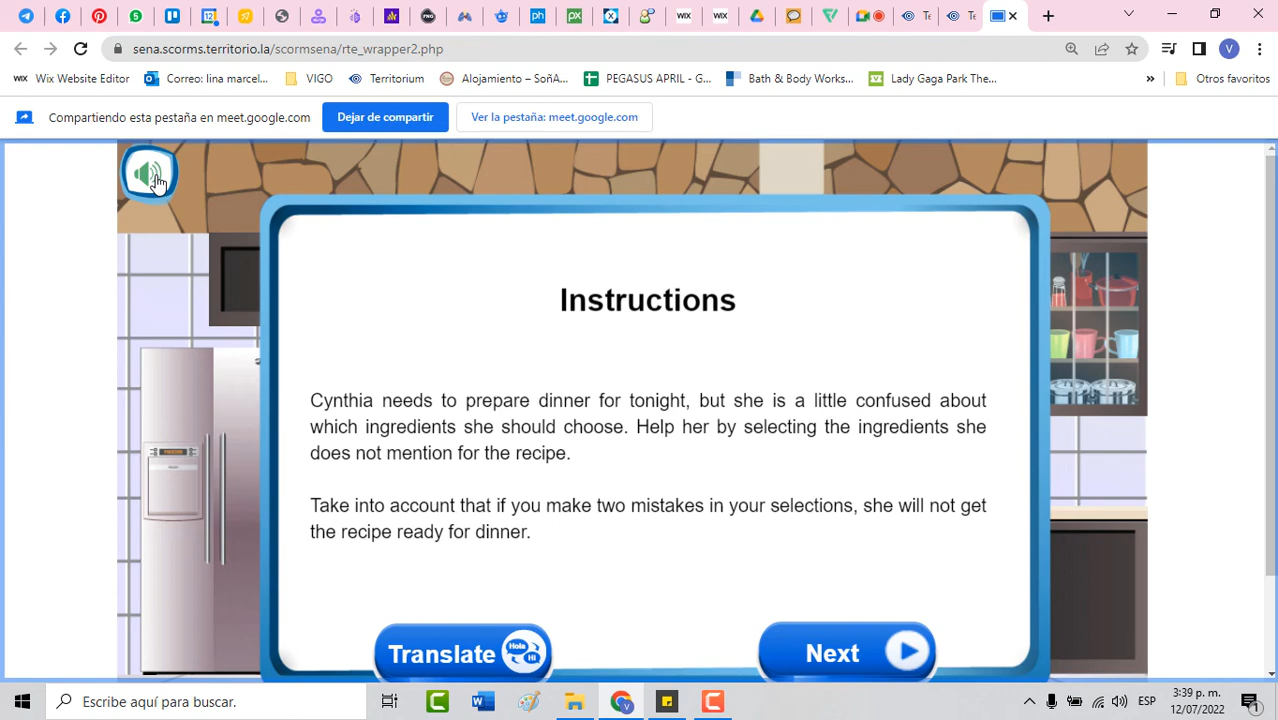 sena.scorms.territorio.la/scormsena/rte_wrapper2.php
Wix Website Editor
Correo: lina marcel...
VIGO
Territorium
Alojamiento – SoñA...
PEGASUS APRIL - G...
Bath & Body Works...
Lady Gaga Park The...
» Otros favoritos
Compartiendo esta pestaña en meet.google.com
Dejar de compartir
Ver la pestaña: meet.google.com
Instructions
Cynthia needs to prepare dinner for tonight, but she is a little confused about
which ingredients she should choose. Help her by selecting the ingredients she
does not mention for the recipe.
Take into account that if you make two mistakes in your selections, she will not get
the recipe ready for dinner.
Translate
Hola
Hi
Next
Escribe aquí para buscar.
ESP
3:39 p. m.
12/07/2022